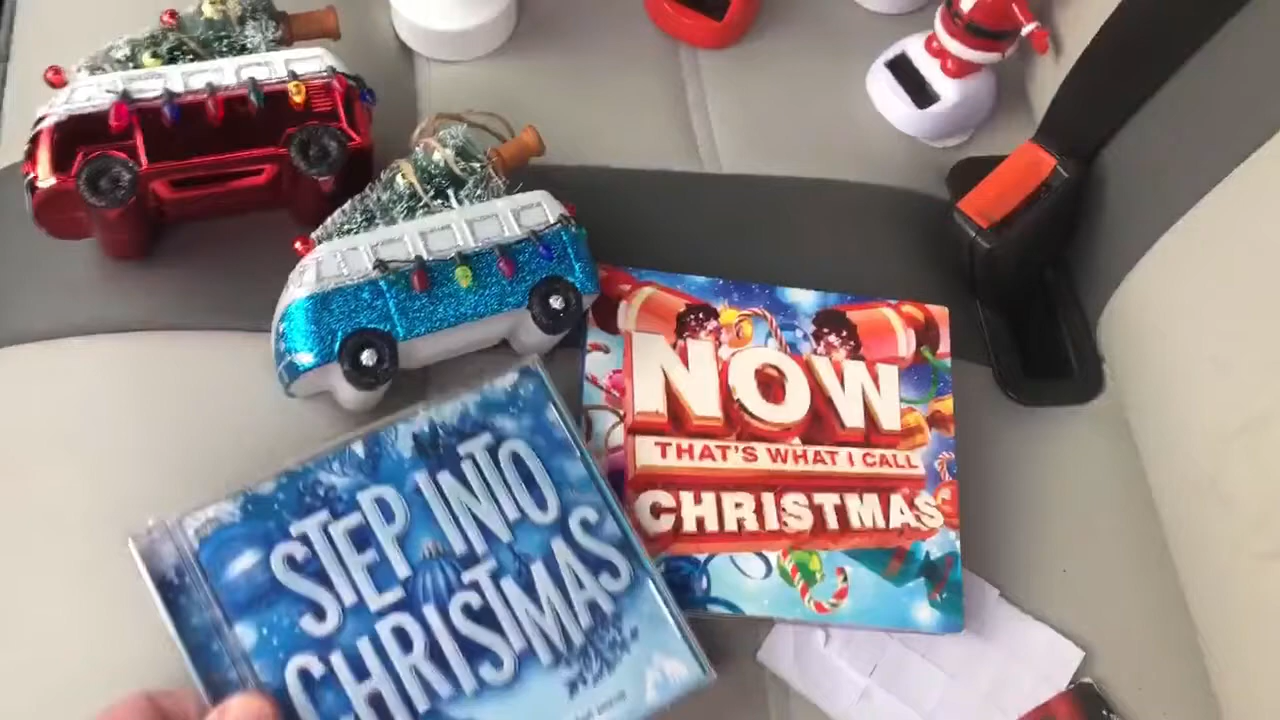 NOW
THAT'S WHAT I CALL
CHRISTMAS
STEP INTO
CHRISTMAS